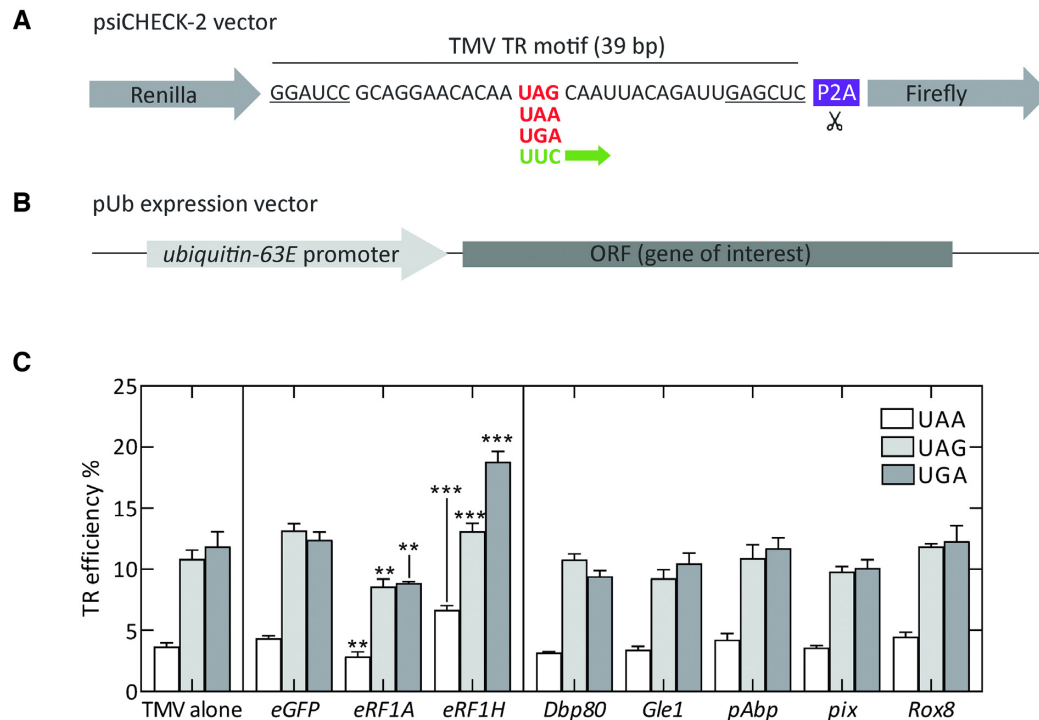 A
psiCHECK-2 vector
TMV TR motif (39 bp)
Renilla GGAUCC GCAGGAACACAA UAG CAAUUACAGAUUGAGCUC P2A Firefly
UAA
UGA
UUC
B
pUb expression vector
ubiquitin-63E promoter ORF (gene of interest)
C
TR efficiency %
25
20
15
10
5
0
UAA
UAG
UGA
** ** ** *** *** ***
TMV alone eGFP eRF1A eRF1H Dbp80 Gle1 pAbp pix Rox8